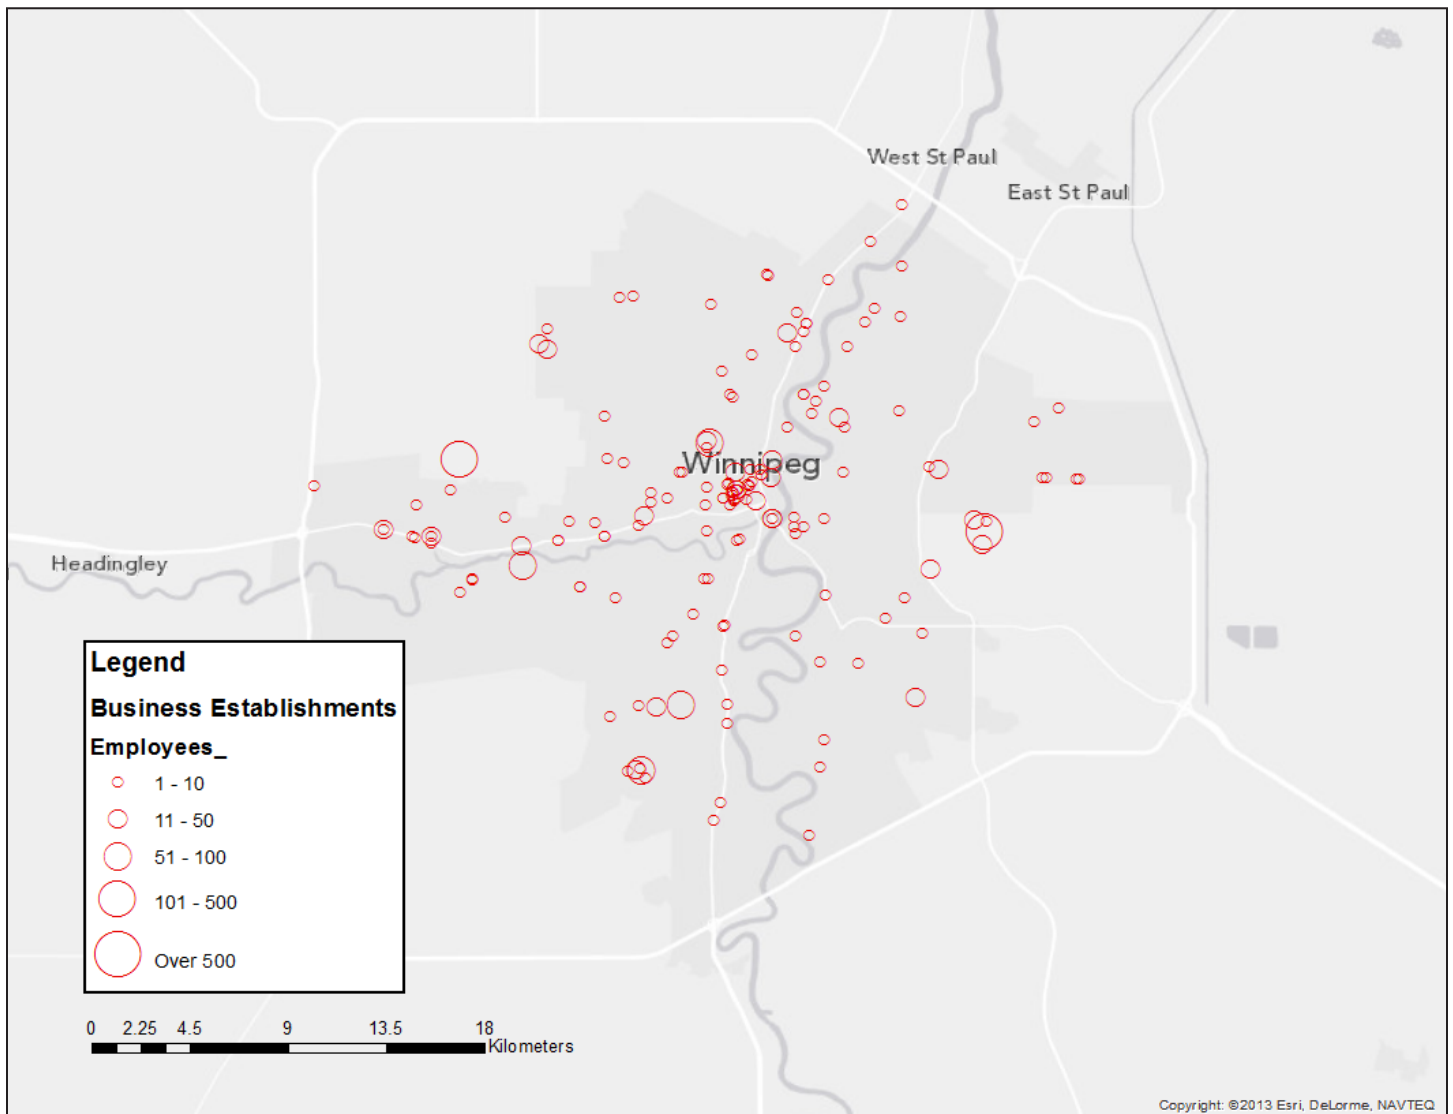 West St Paul
East St Paul
Winnipeg
Headingley
Legend
Business Establishments
Employees_
1 - 10
11 - 50
51 - 100
101 - 500
Over 500
0 2.25 4.5 9 13.5 18
Kilometers
Copyright: ©2013 Esri, DeLorme, NAVTEQ